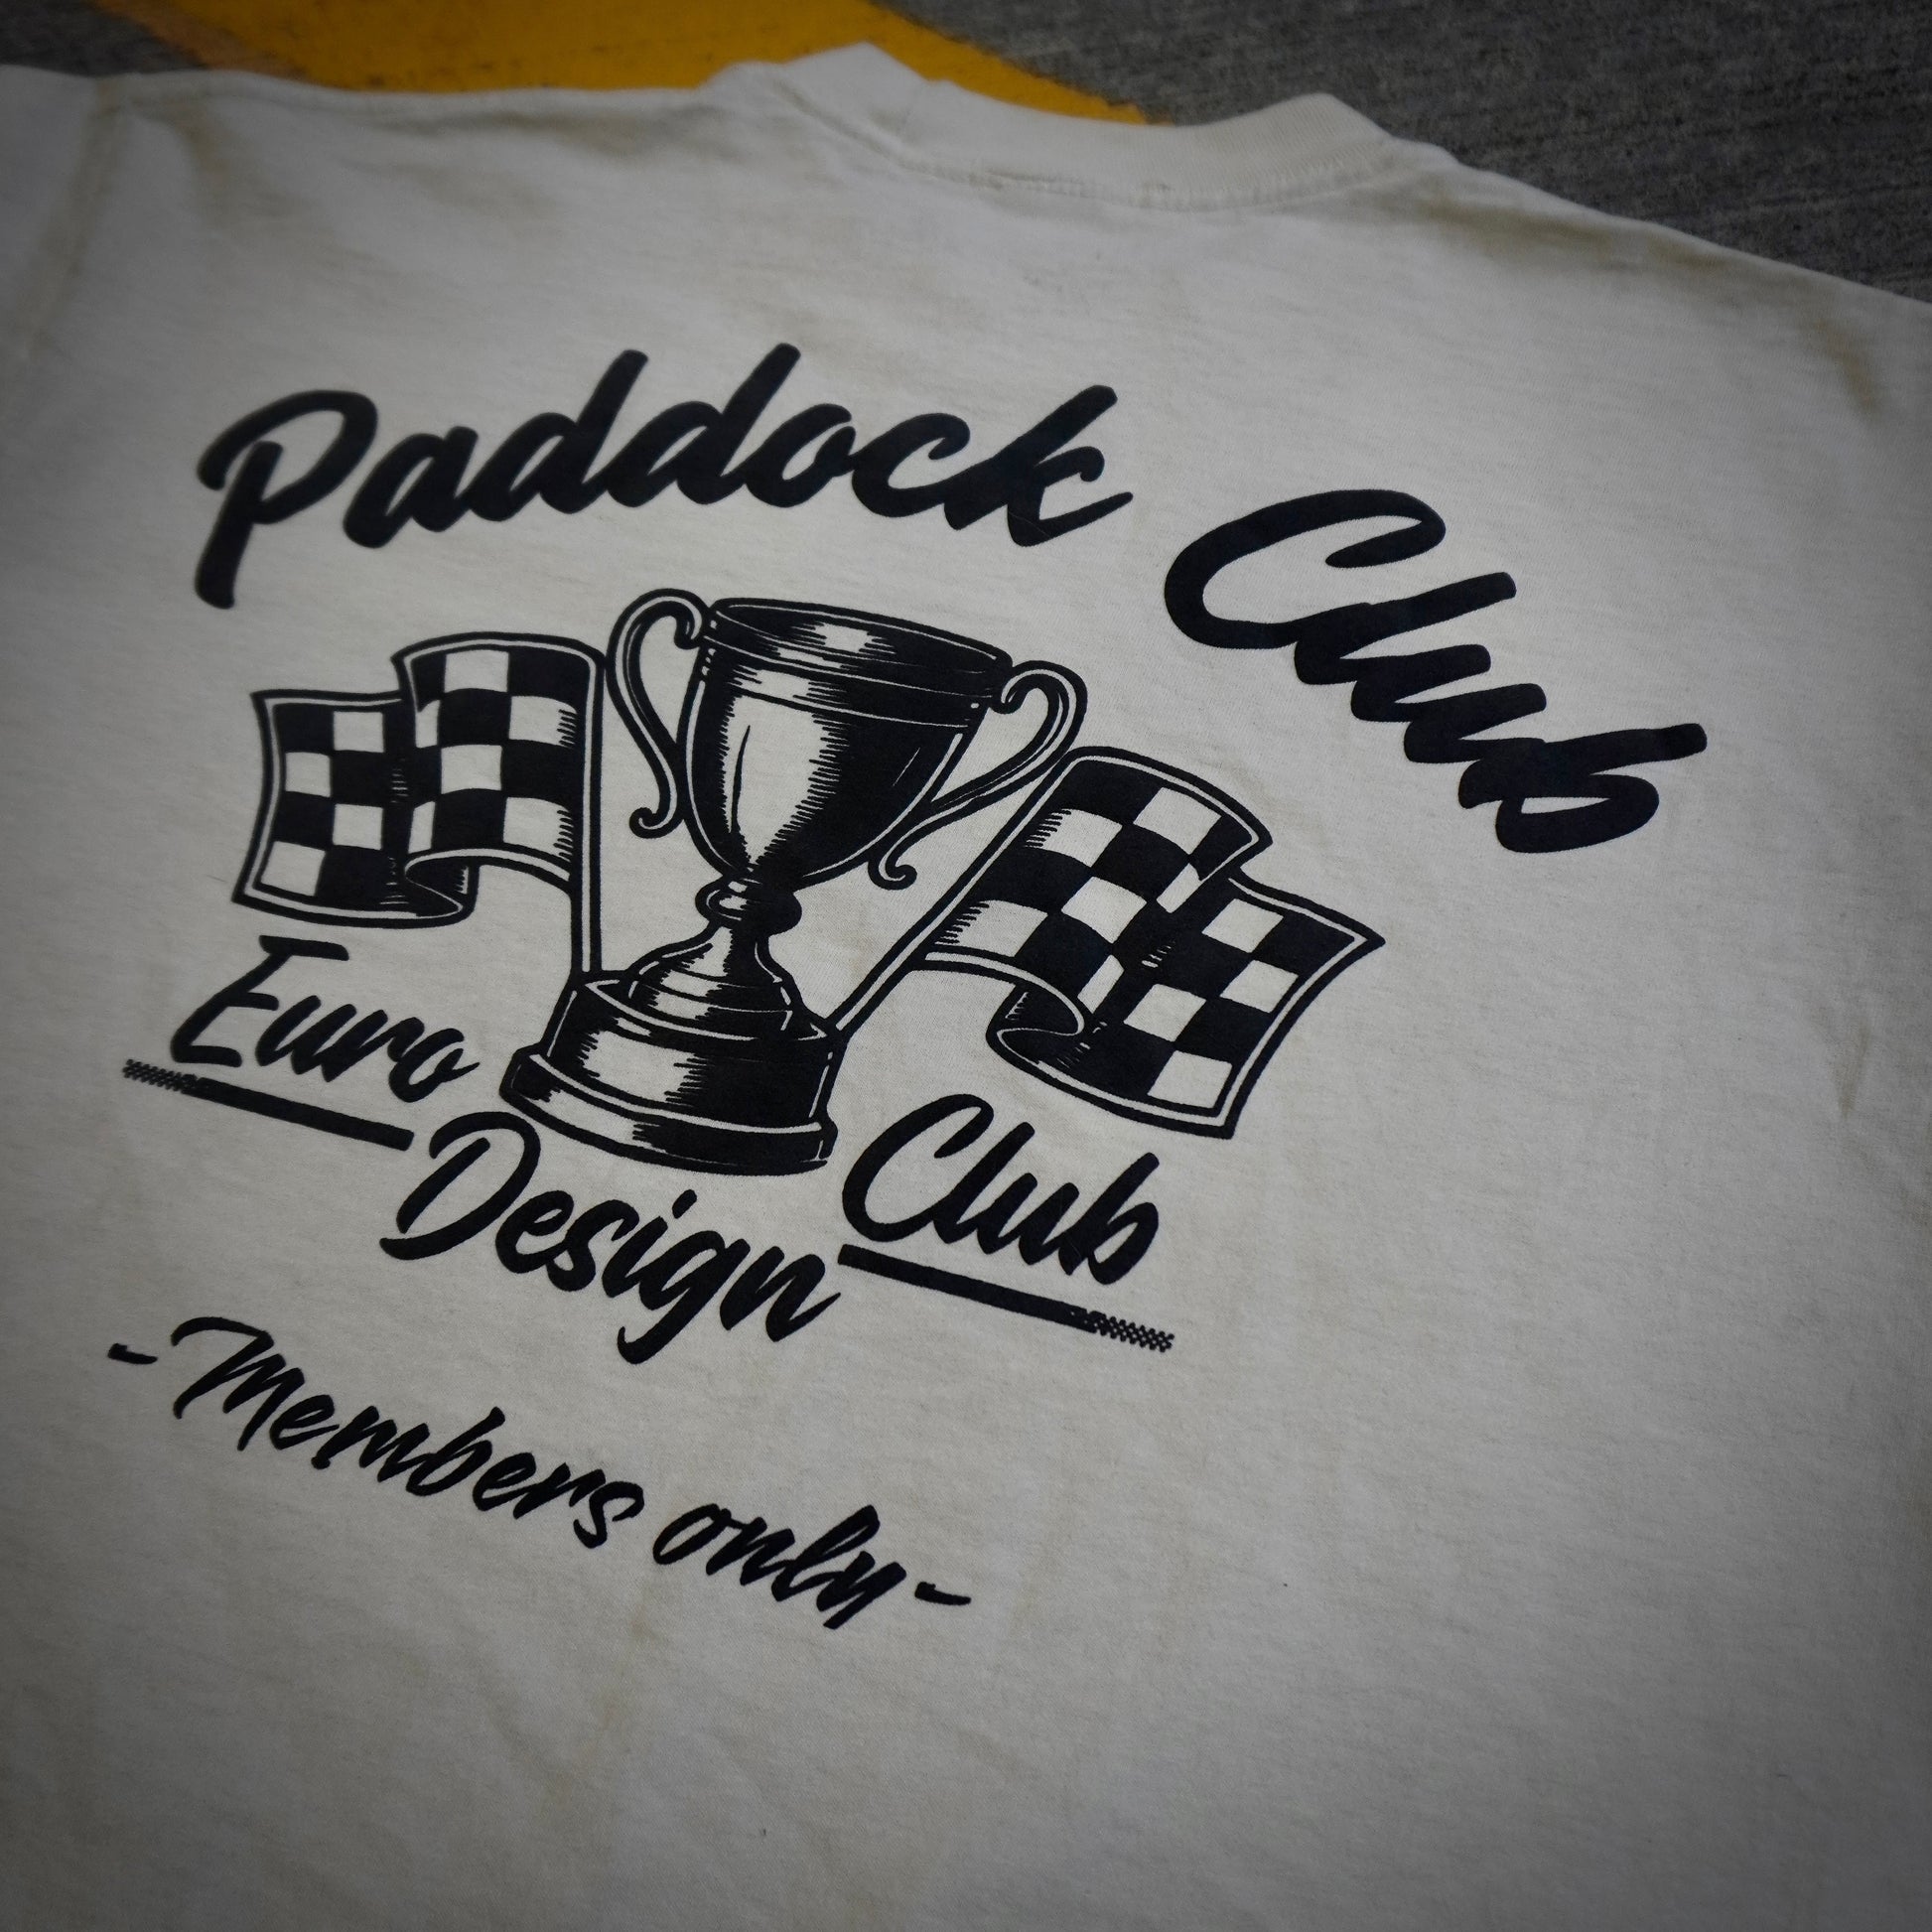 Paddock Club
Euro Club
Design
-Members only-